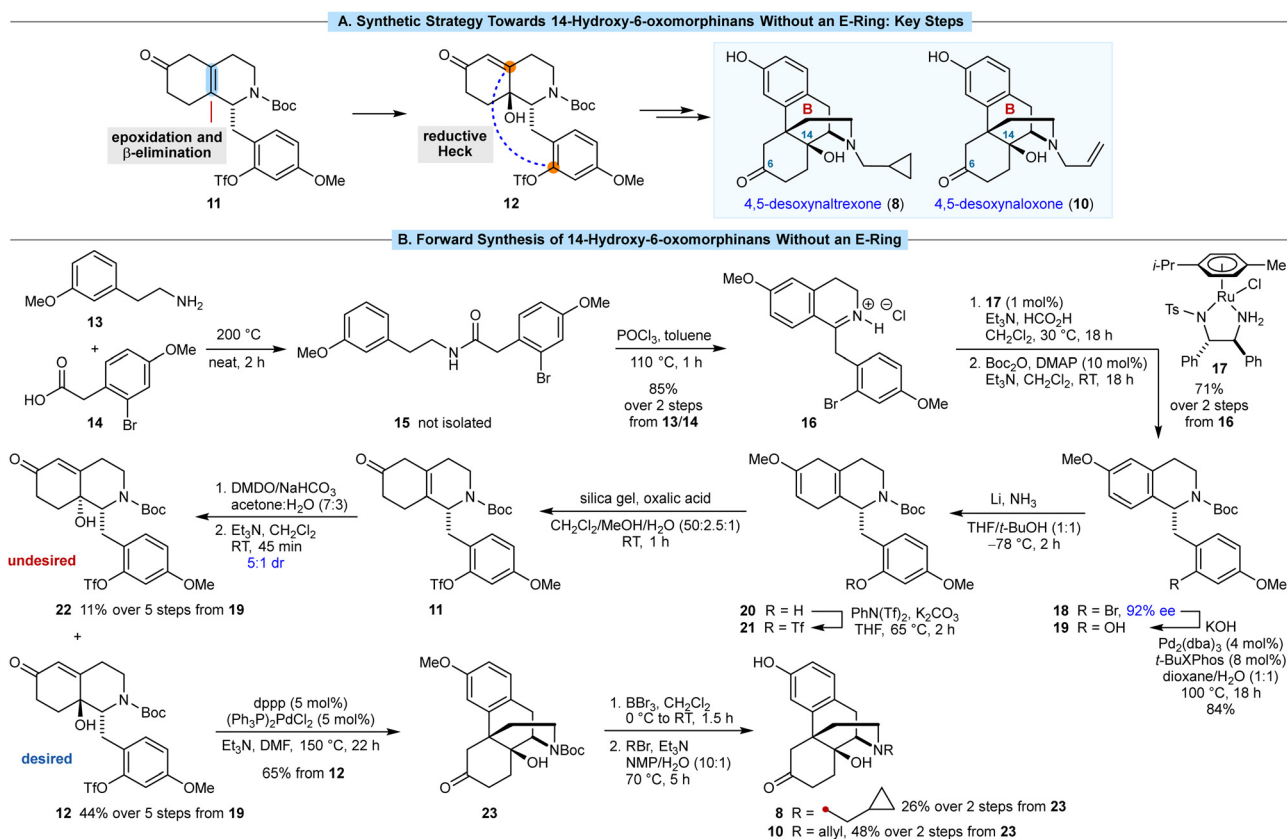 A. Synthetic Strategy Towards 14-Hydroxy-6-oxomorphinans Without an E-Ring: Key Steps
O
N
Boc
epoxidation and
β-elimination
TfO
OMe
11
O
N
Boc
OH
reductive
Heck
TfO
OMe
12
HO
B
14
6
N
OH
O
4,5-desoxynaltrexone (8)
HO
B
14
6
N
OH
O
4,5-desoxynaloxone (10)
B. Forward Synthesis of 14-Hydroxy-6-oxomorphinans Without an E-Ring
MeO
NH2
13
+
OMe
O
HO
Br
14
200 °C
neat, 2 h
MeO
O
N
H
OMe
Br
15 not isolated
POCl3, toluene
110 °C, 1 h
85%
over 2 steps
from 13/14
MeO
N
⊕
H
⊖
Cl
Br
OMe
16
1. 17 (1 mol%)
Et3N, HCO2H
CH2Cl2, 30 °C, 18 h
2. Boc2O, DMAP (10 mol%)
Et3N, CH2Cl2, RT, 18 h
i-Pr
Me
Cl
Ru
Ts
N
NH2
Ph
Ph
17
71%
over 2 steps
from 16
O
N
Boc
OH
TfO
OMe
undesired
22 11% over 5 steps from 19
1. DMDO/NaHCO3
acetone:H2O (7:3)
2. Et3N, CH2Cl2
RT, 45 min
5:1 dr
O
N
Boc
TfO
OMe
11
silica gel, oxalic acid
CH2Cl2/MeOH/H2O (50:2.5:1)
RT, 1 h
MeO
N
Boc
RO
OMe
20 R = H
21 R = Tf
PhN(Tf)2, K2CO3
THF, 65 °C, 2 h
Li, NH3
THF/t-BuOH (1:1)
–78 °C, 2 h
MeO
N
Boc
R
OMe
18 R = Br, 92% ee
19 R = OH
KOH
Pd2(dba)3 (4 mol%)
t-BuXPhos (8 mol%)
dioxane/H2O (1:1)
100 °C, 18 h
84%
+
O
N
Boc
OH
desired
TfO
OMe
12 44% over 5 steps from 19
dppp (5 mol%)
(Ph3P)2PdCl2 (5 mol%)
Et3N, DMF, 150 °C, 22 h
65% from 12
MeO
NBoc
OH
O
23
1. BBr3, CH2Cl2
0 °C to RT, 1.5 h
2. RBr, Et3N
NMP/H2O (10:1)
70 °C, 5 h
HO
NR
OH
O
8 R = 26% over 2 steps from 23
10 R = allyl, 48% over 2 steps from 23